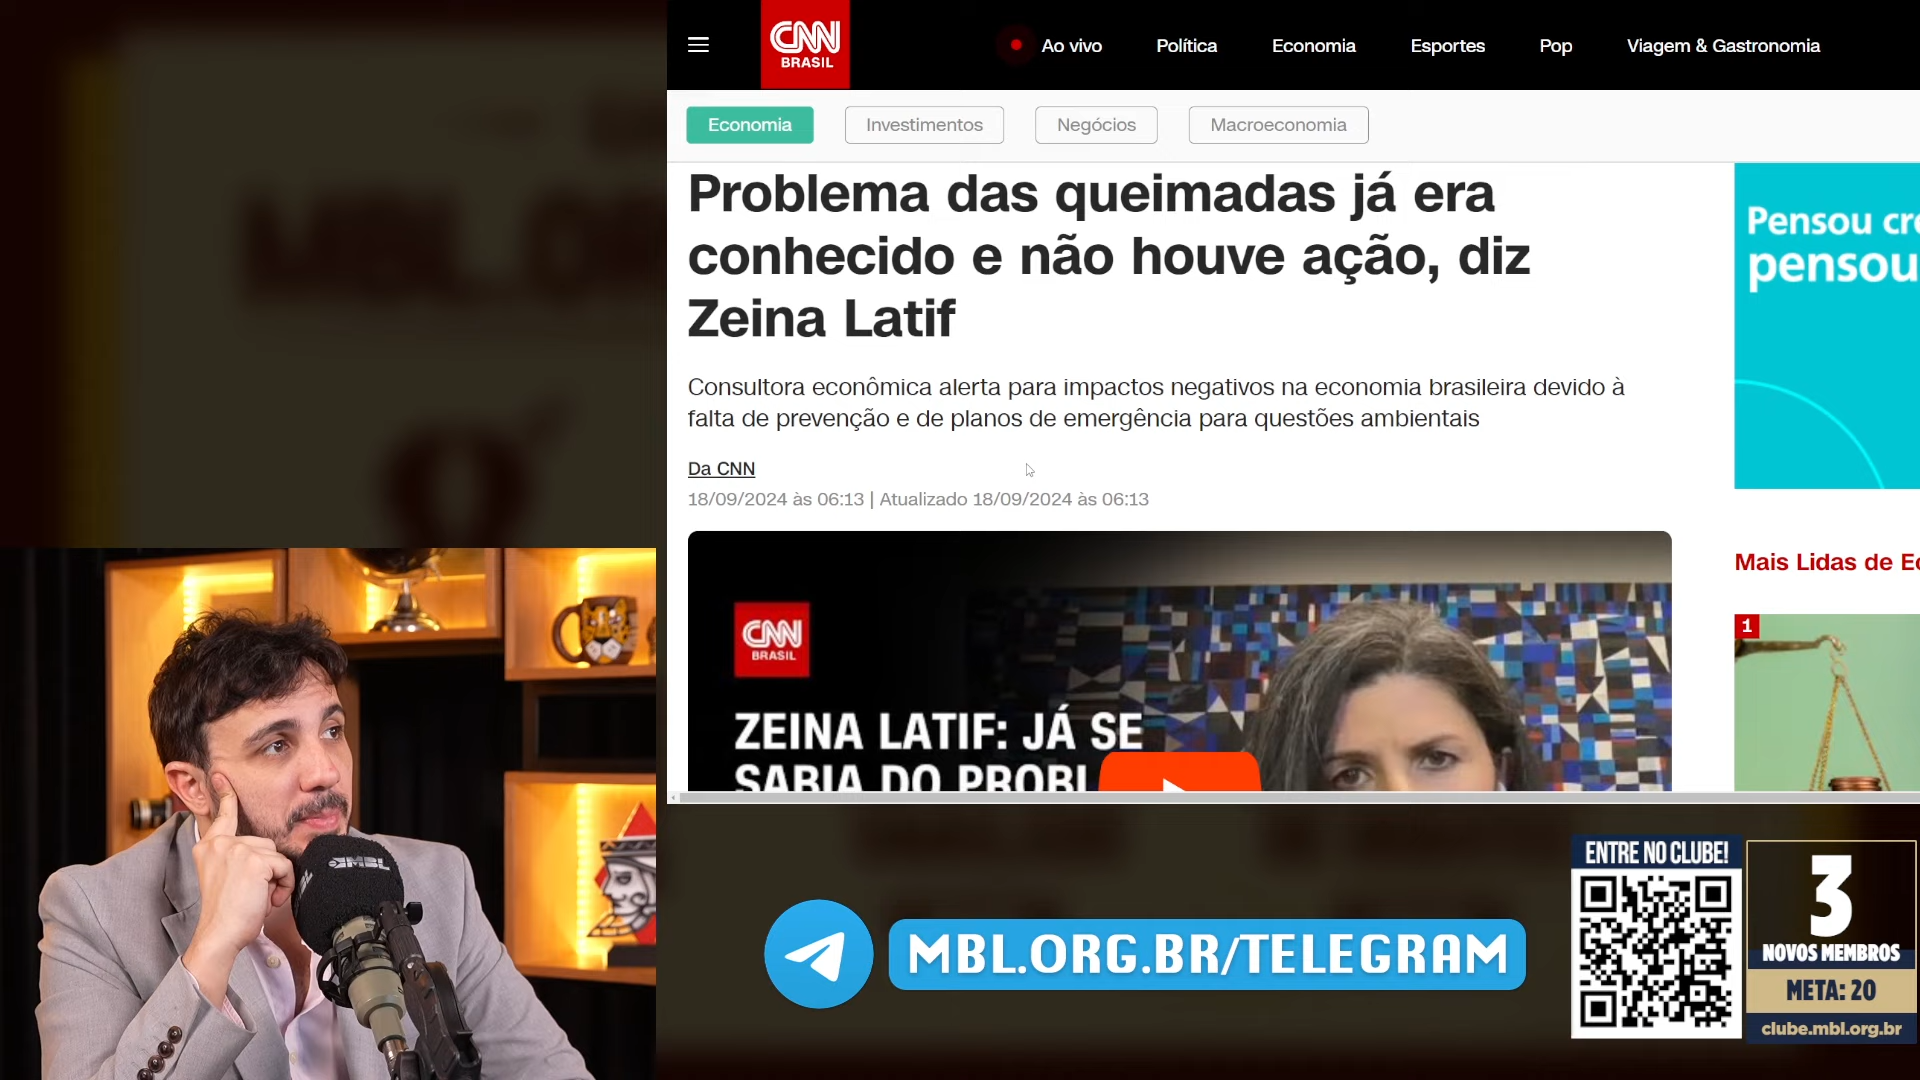 CNN
BRASIL
Ao vivo
Política
Economia
Esportes
Pop
Viagem & Gastronomia
Economia
Investimentos
Negócios
Macroeconomia
Problema das queimadas já era
conhecido e não houve ação, diz
Zeina Latif
Consultora econômica alerta para impactos negativos na economia brasileira devido à
falta de prevenção e de planos de emergência para questões ambientais
Da CNN
18/09/2024 às 06:13 | Atualizado 18/09/2024 às 06:13
Pensou
pensou
Mais Lidas de
1
CNN
BRASIL
ZEINA LATIF: JÁ SE
SABIA DO
MBL
MBL.ORG.BR/TELEGRAM
ENTRE NO CLUBE!
3
NOVOS MEMBROS
META: 20
clube.mbl.org.br